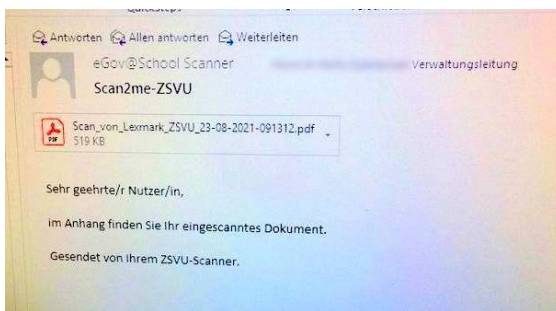 Antworten Allen antworten Weiterleiten
eGov@School Scanner Verwaltungsleitung
Scan2me-ZSVU
Scan_von_Lexmark_ZSVU_23-08-2021-091312.pdf
PDF 519 KB
Sehr geehrte/r Nutzer/in,
im Anhang finden Sie Ihr eingescanntes Dokument.
Gesendet von Ihrem ZSVU-Scanner.